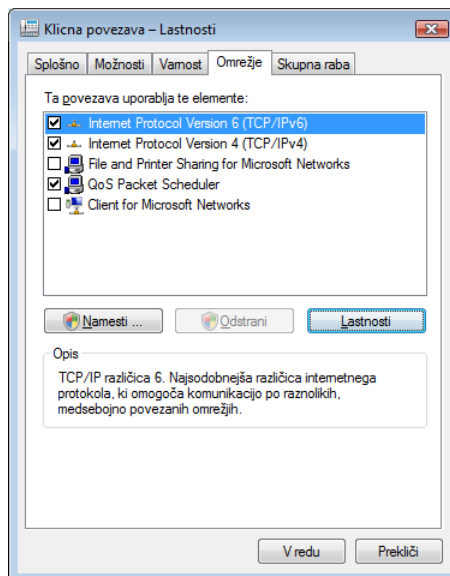 Klicna povezava – Lastnosti
Splošno Možnosti Varnost Omrežje Skupna raba
Ta povezava uporablja te elemente:
Internet Protocol Version 6 (TCP/IPv6)
Internet Protocol Version 4 (TCP/IPv4)
File and Printer Sharing for Microsoft Networks
QoS Packet Scheduler
Client for Microsoft Networks
Namesti ... Odstrani Lastnosti
Opis
TCP/IP različica 6. Najsodobnejša različica internetnega
protokola, ki omogoča komunikacijo po raznolikih,
medsebojno povezanih omrežjih.
V redu Prekliči